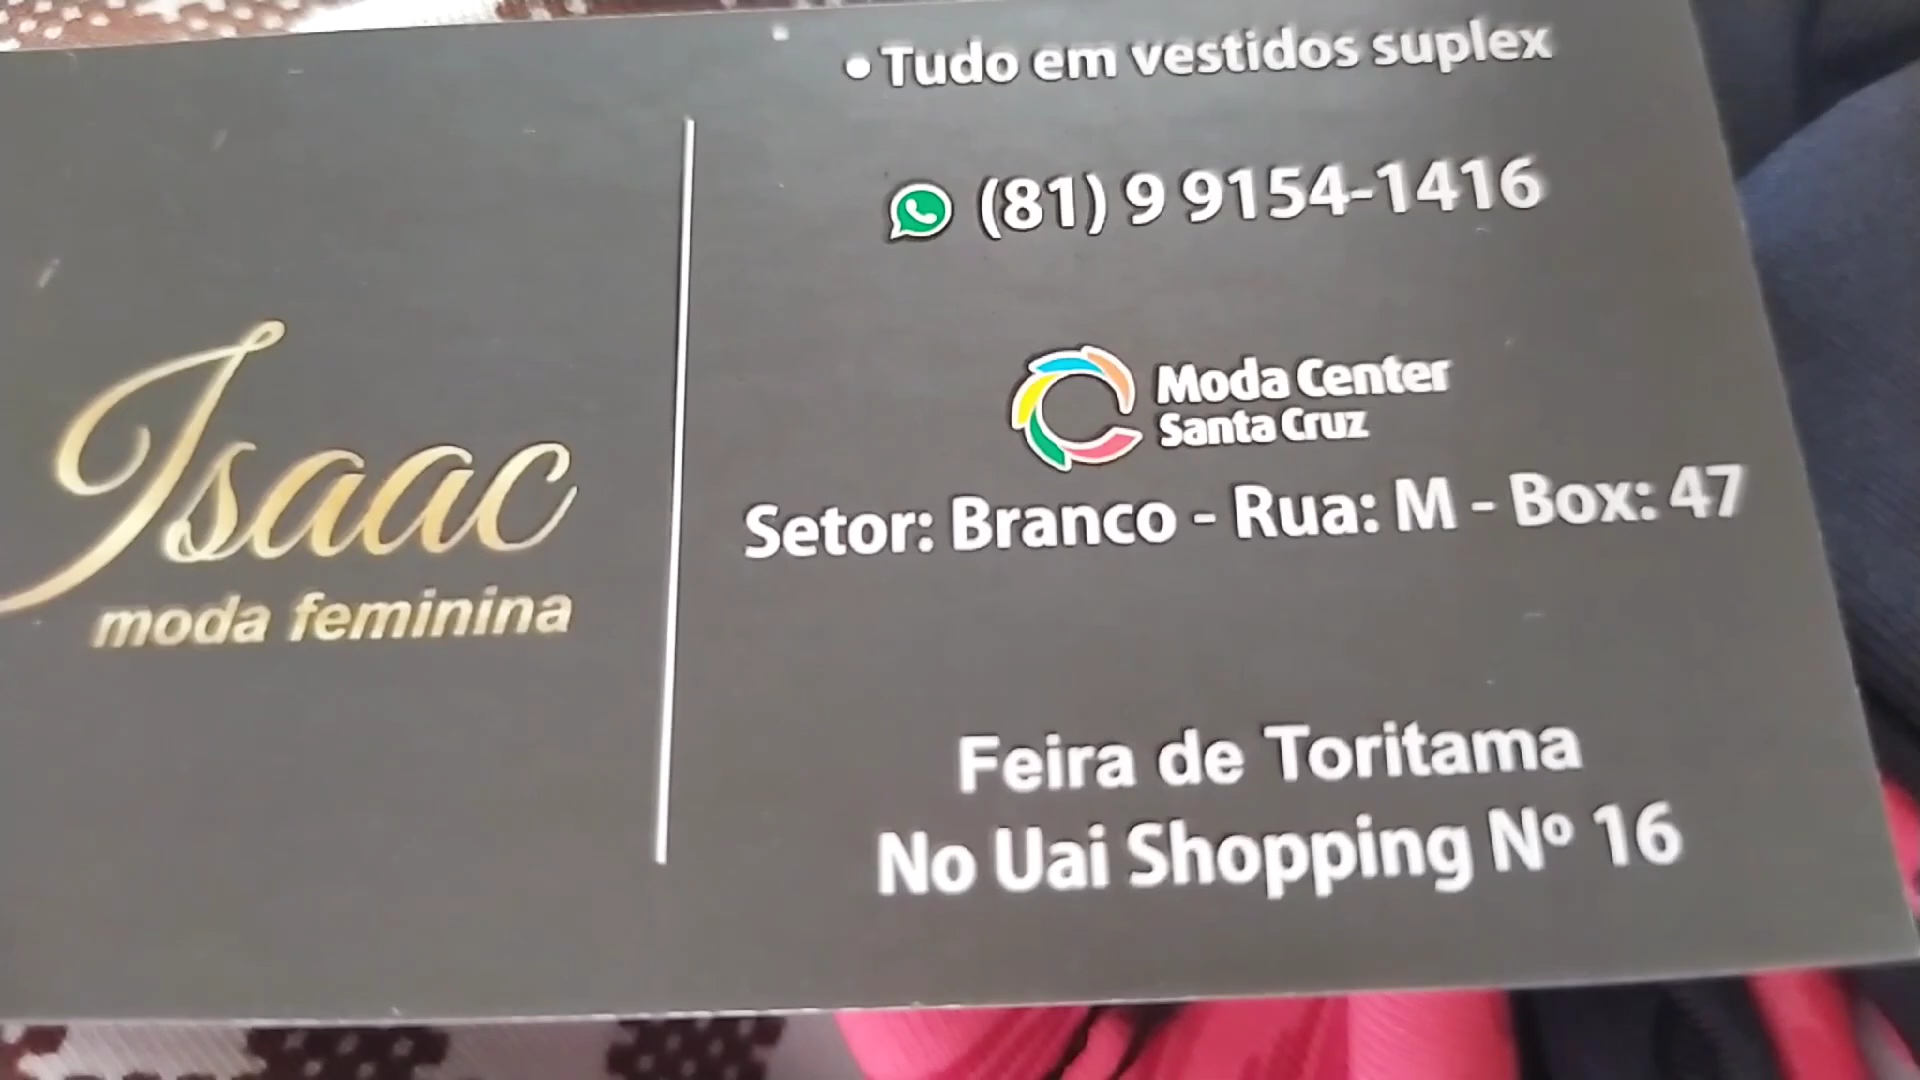 Isaac
moda feminina
• Tudo em vestidos suplex
(81) 9 9154-1416
Moda Center
Santa Cruz
Setor: Branco - Rua: M - Box: 47
Feira de Toritama
No Uai Shopping Nº 16